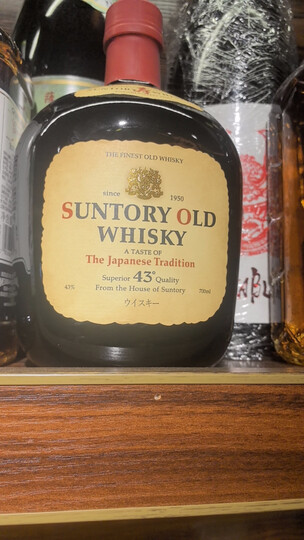 THE FINEST OLD WHISKY
since 1950
SUNTORY OLD
WHISKY
A TASTE OF
The Japanese Tradition
Superior 43° Quality
43% From the House of Suntory 700ml
ウイスキー
ABU